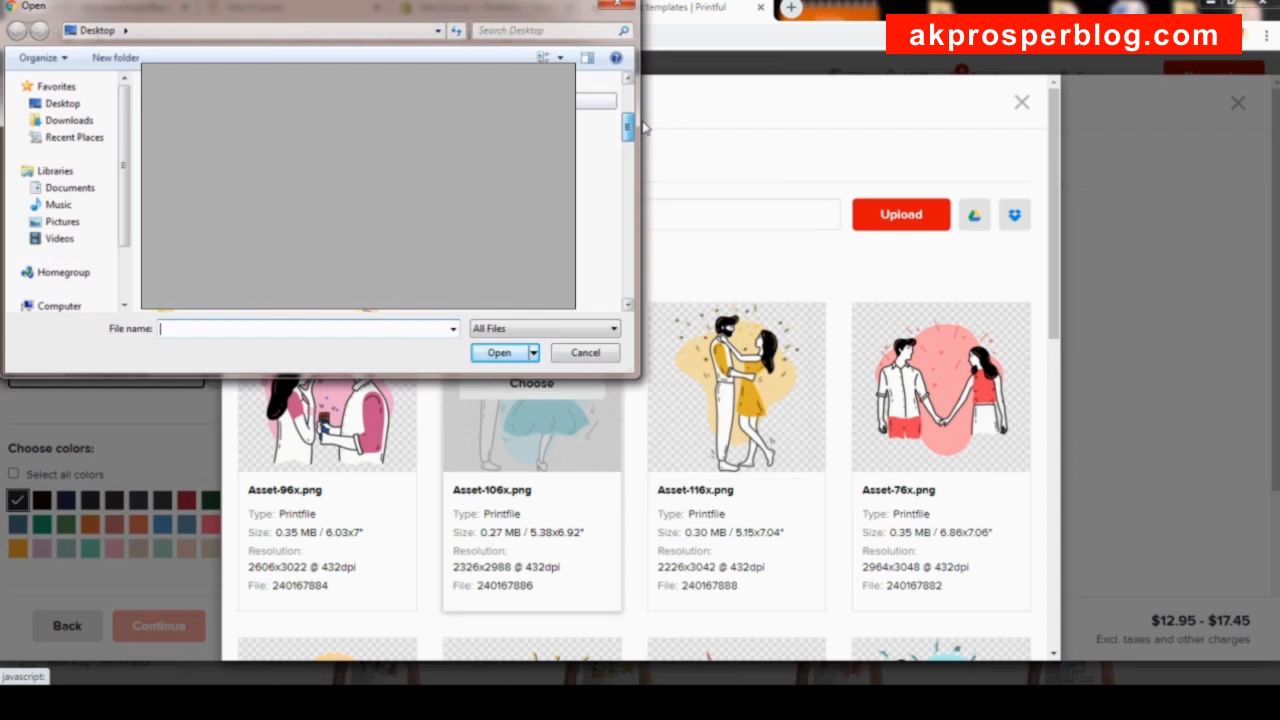 Open
templates | Printful
akprosperblog.com
Desktop
Search Desktop
Organize
New folder
Favorites
Desktop
Downloads
Recent Places
Libraries
Documents
Music
Pictures
Videos
Homegroup
Computer
File name:
All Files
Open
Cancel
Upload
Choose
Choose colors:
Select all colors
Back
Continue
Asset-96x.png
Type: Printfile
Size: 0.35 MB / 6.03x7"
Resolution:
2606x3022 @ 432dpi
File: 240167884
Asset-106x.png
Type: Printfile
Size: 0.27 MB / 5.38x6.92"
Resolution:
2326x2988 @ 432dpi
File: 240167886
Asset-116x.png
Type: Printfile
Size: 0.30 MB / 5.15x7.04"
Resolution:
2226x3042 @ 432dpi
File: 240167888
Asset-76x.png
Type: Printfile
Size: 0.35 MB / 6.86x7.06"
Resolution:
2964x3048 @ 432dpi
File: 240167882
$12.95 - $17.45
Excl. taxes and other charges
javascript: